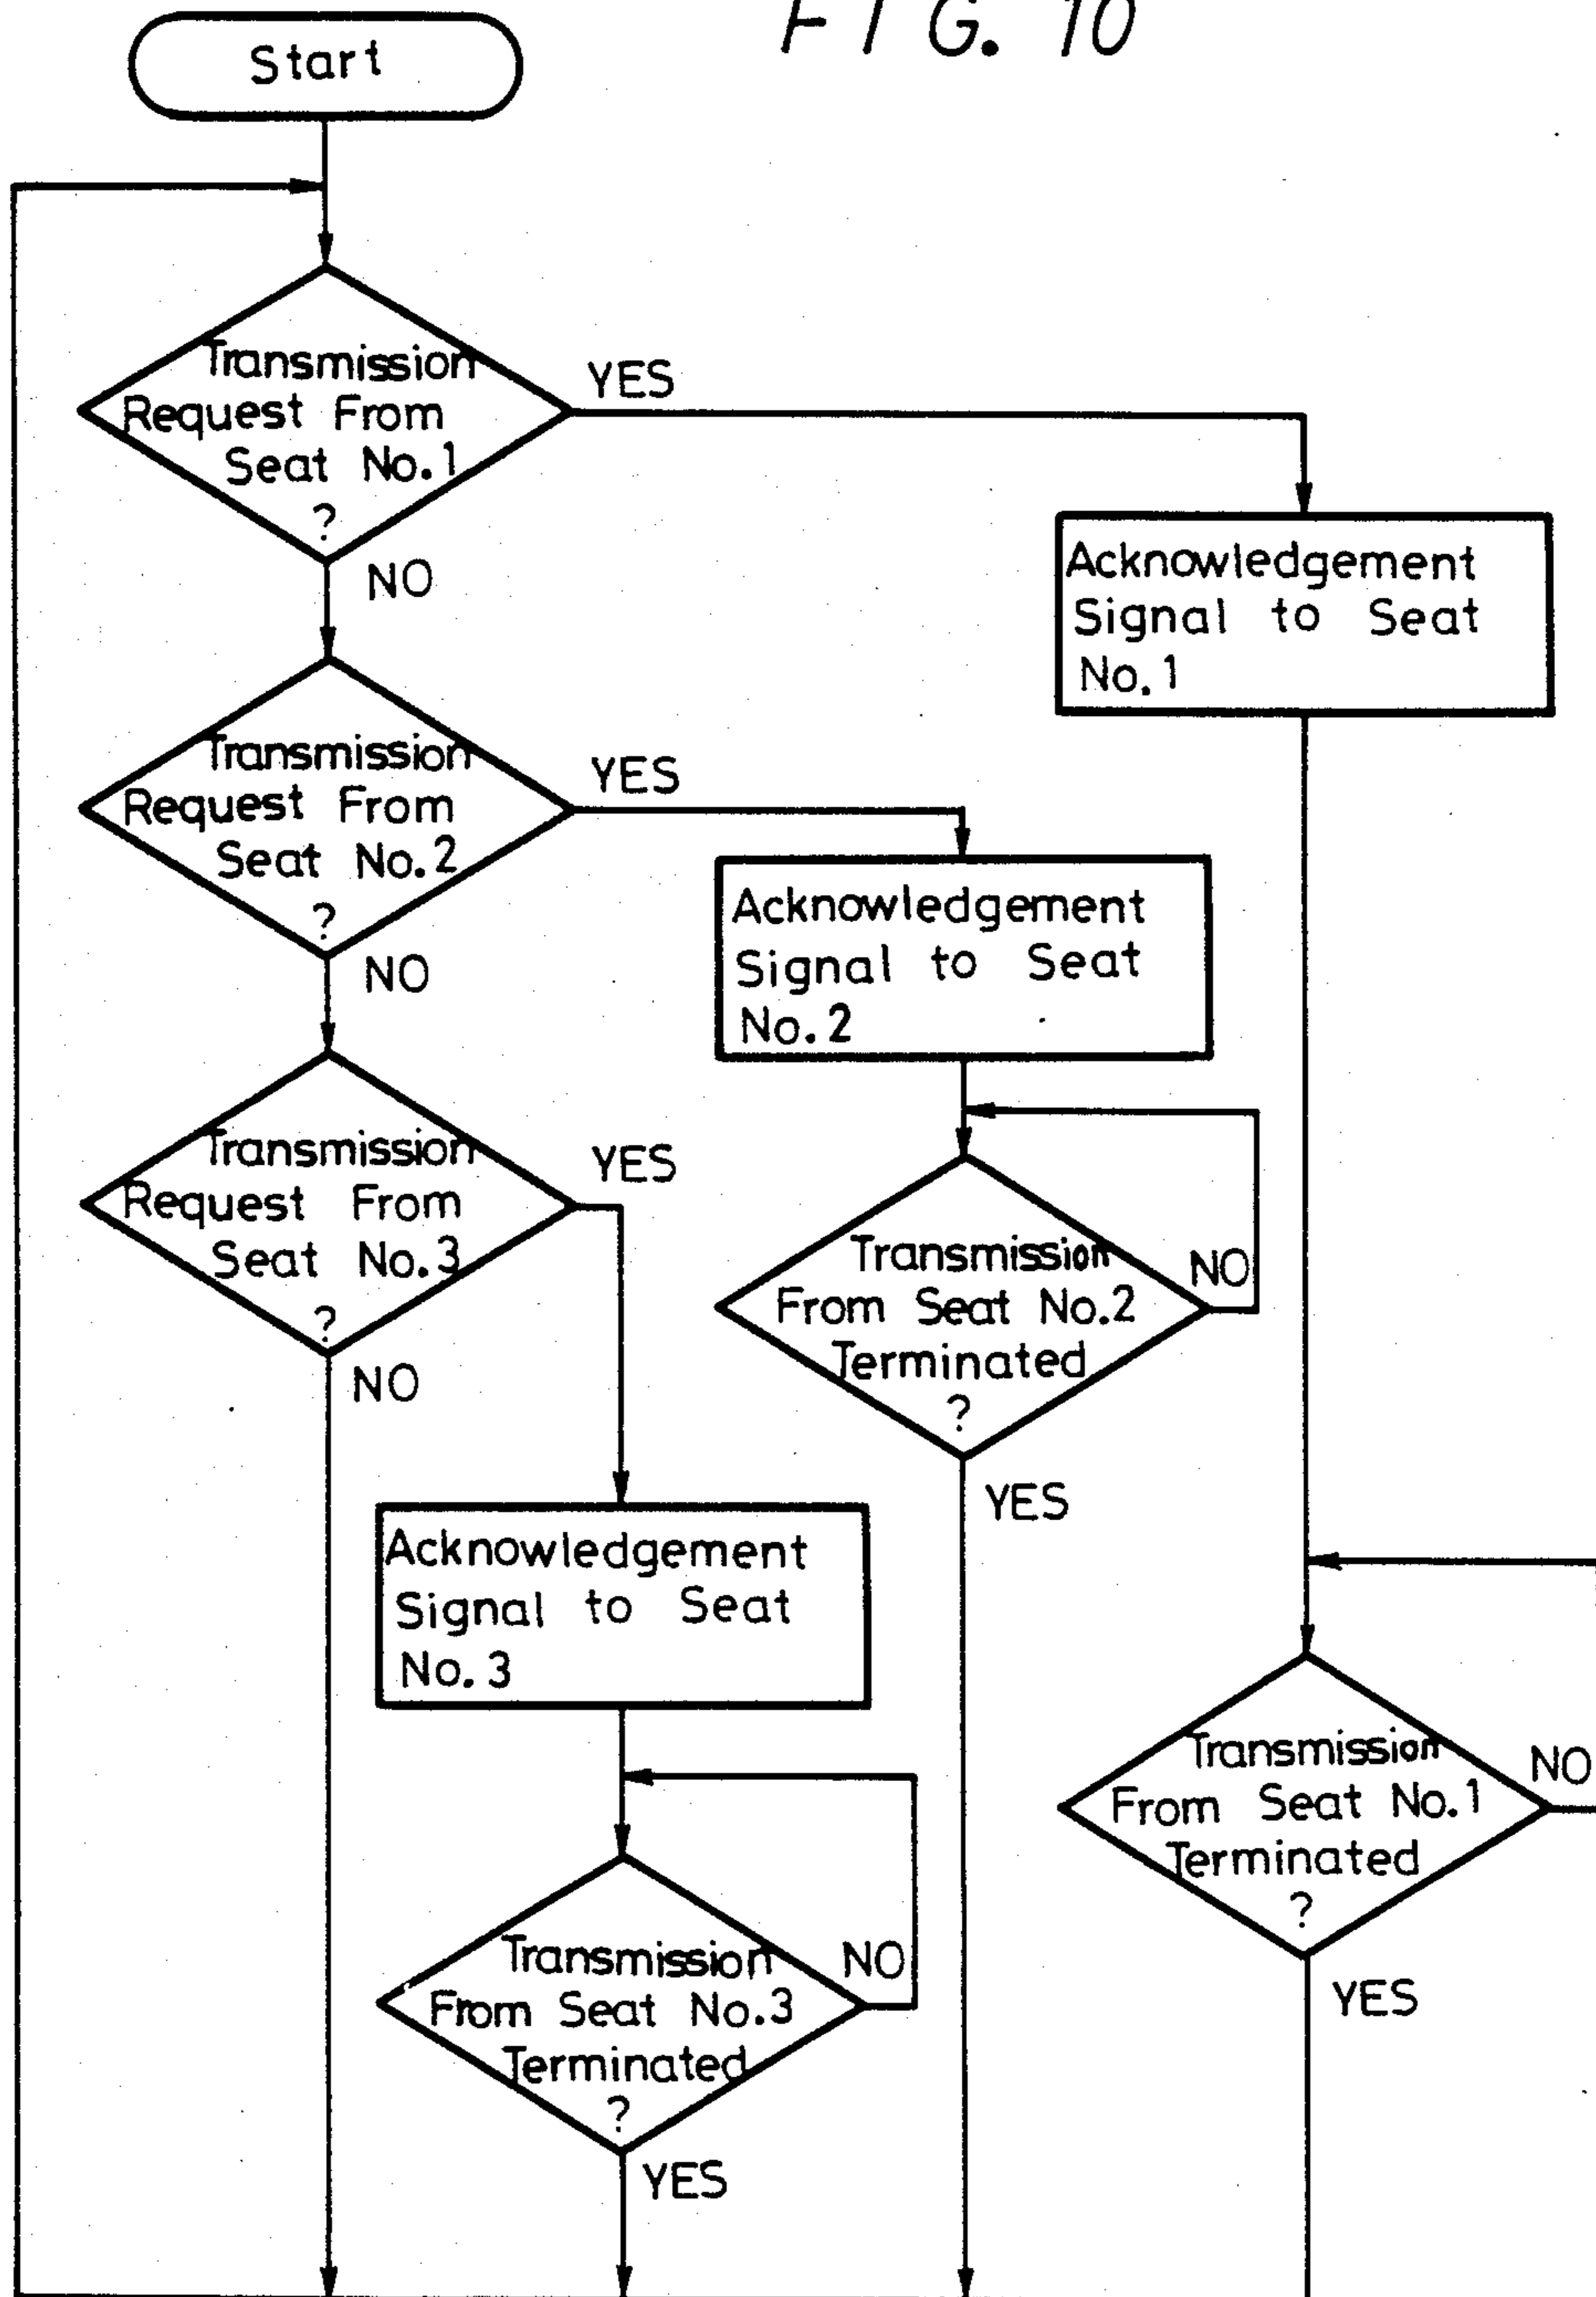 FIG. 10
Start
Transmission
Request From
Seat No.1
?
YES
NO
Acknowledgement
Signal to Seat
No.1
Transmission
Request From
Seat No.2
?
YES
NO
Acknowledgement
Signal to Seat
No.2
Transmission
Request From
Seat No.3
?
YES
NO
Transmission
From Seat No.2
Terminated
?
NO
YES
Acknowledgement
Signal to Seat
No.3
Transmission
From Seat No.1
Terminated
?
NO
YES
Transmission
From Seat No.3
Terminated
?
NO
YES